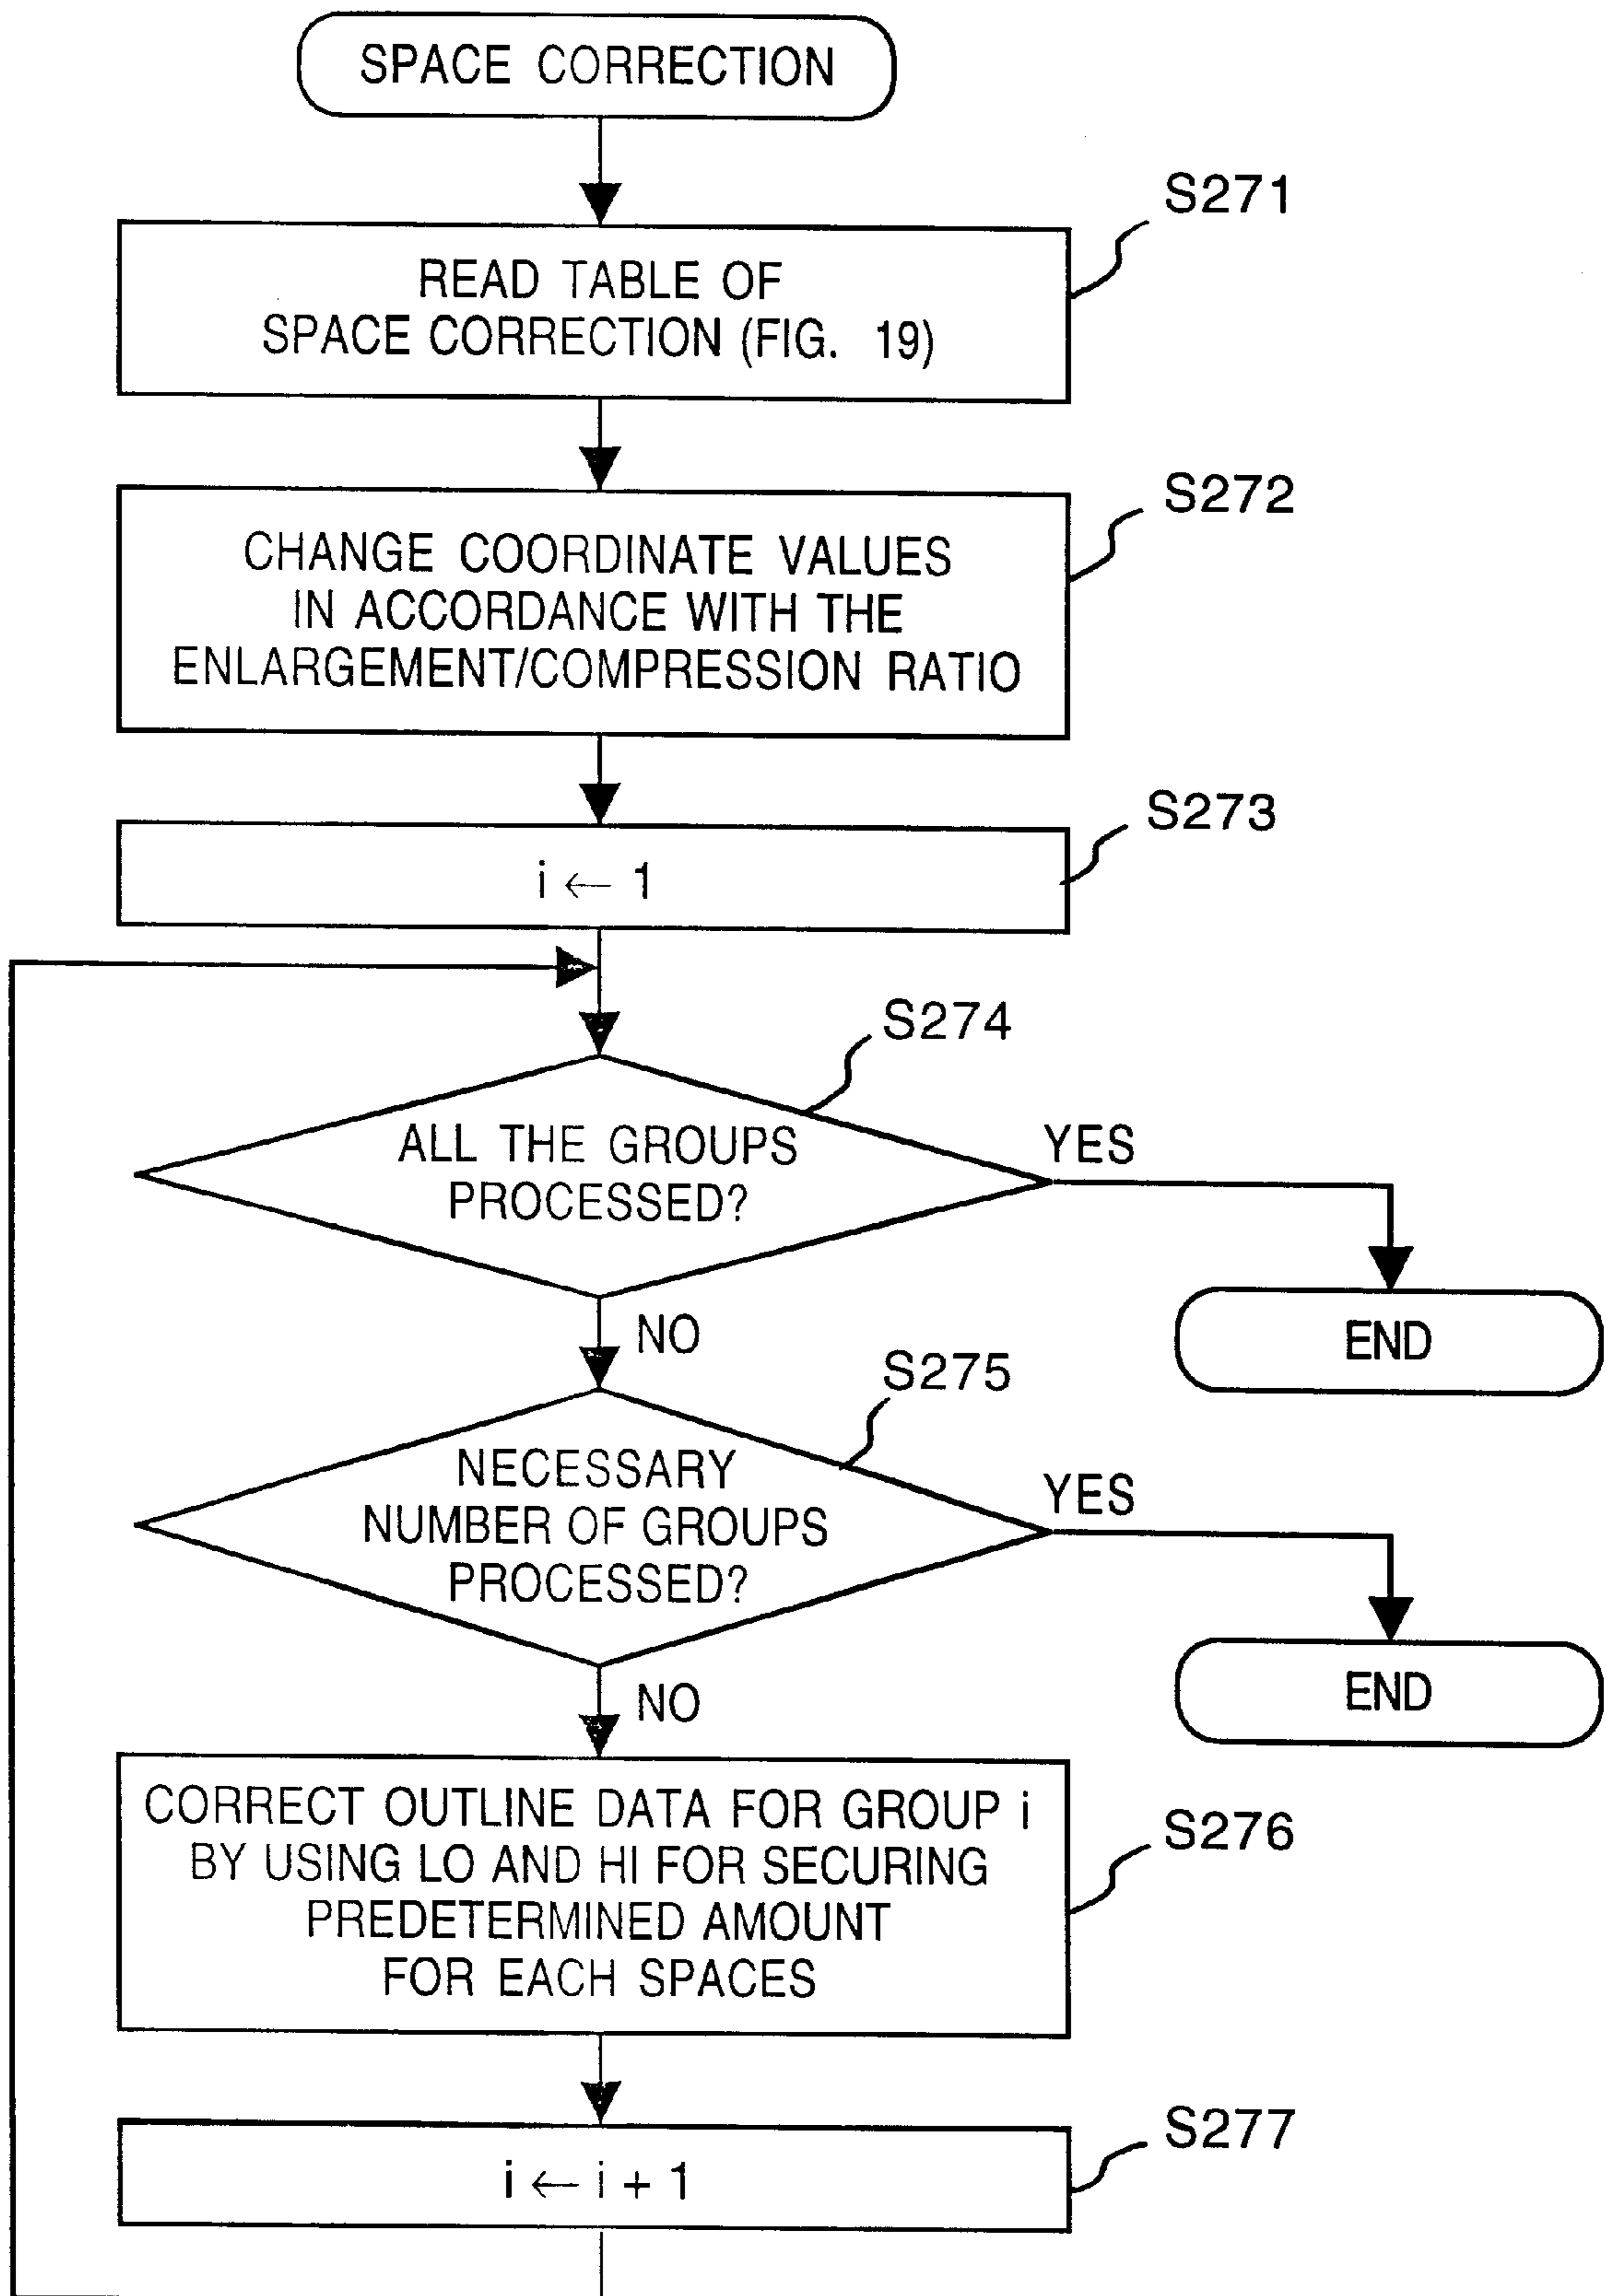 SPACE CORRECTION
S271
READ TABLE OF
SPACE CORRECTION (FIG. 19)
S272
CHANGE COORDINATE VALUES
IN ACCORDANCE WITH THE
ENLARGEMENT/COMPRESSION RATIO
S273
i ← 1
S274
ALL THE GROUPS
PROCESSED?
YES
END
NO
S275
NECESSARY
NUMBER OF GROUPS
PROCESSED?
YES
END
NO
S276
CORRECT OUTLINE DATA FOR GROUP i
BY USING LO AND HI FOR SECURING
PREDETERMINED AMOUNT
FOR EACH SPACES
S277
i ← i + 1